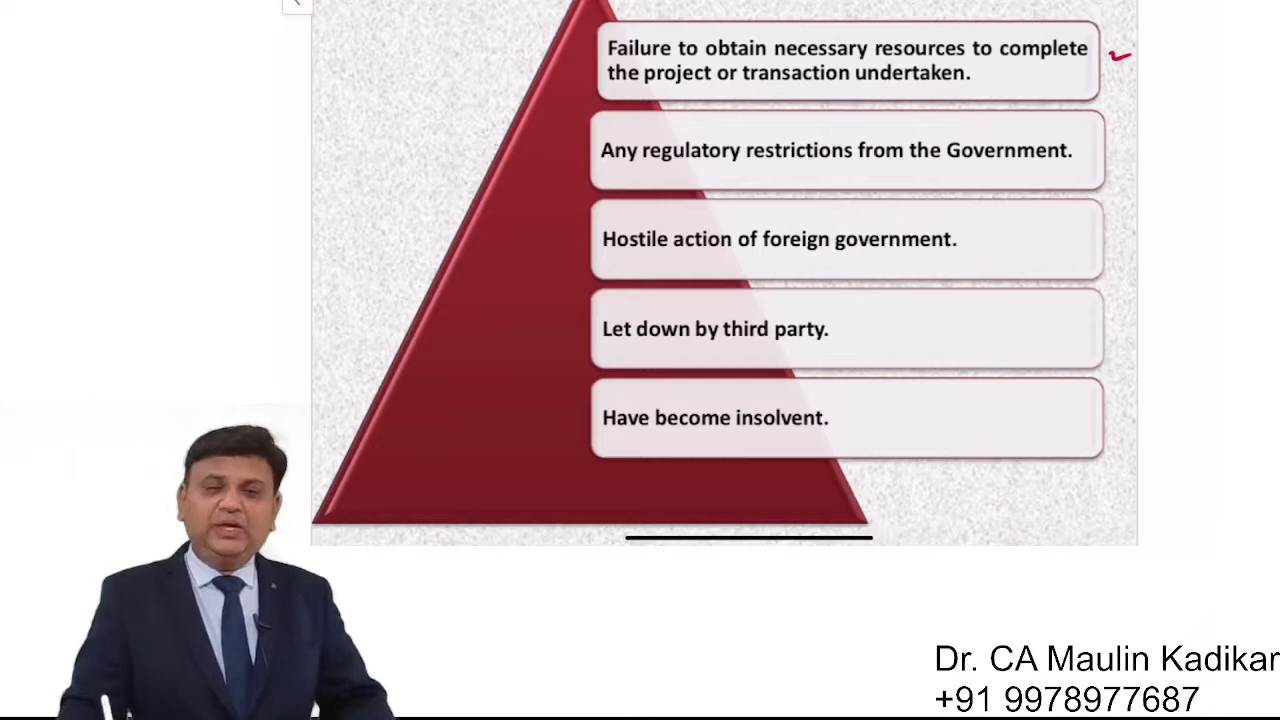 Failure to obtain necessary resources to complete
the project or transaction undertaken.
Any regulatory restrictions from the Government.
Hostile action of foreign government.
Let down by third party.
Have become insolvent.
Dr. CA Maulin Kadikar
+91 9978977687